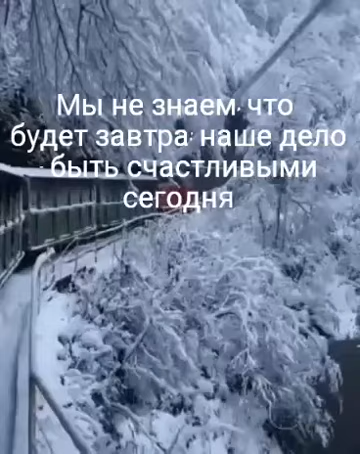 Мы не знаем, что
будет завтра, наше дело
быть счастливыми
сегодня